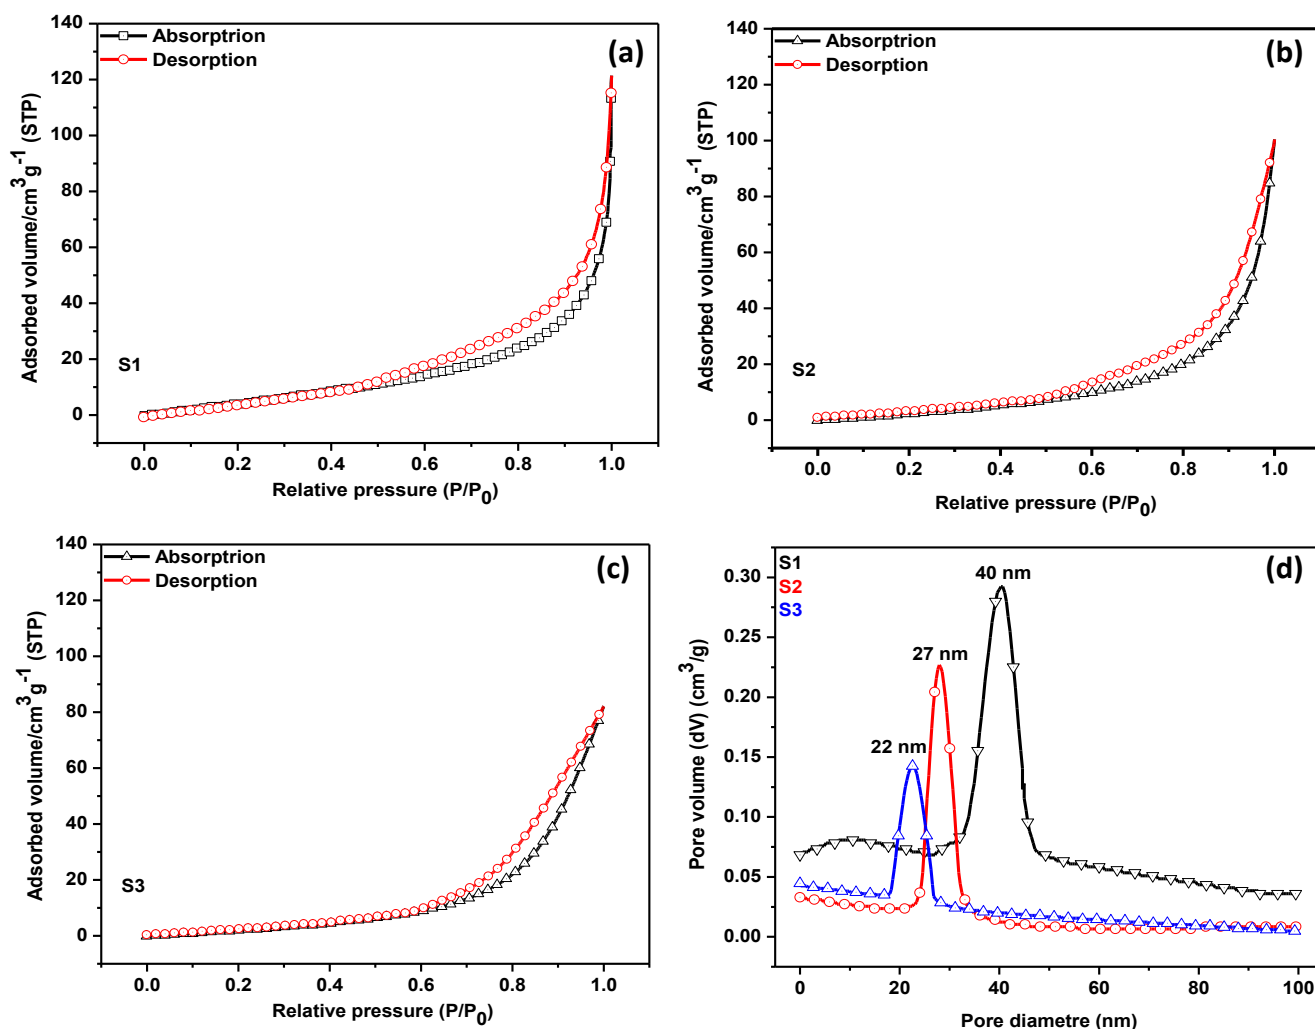 (a)
Absorptrion
Desorption
140
120
100
80
60
40
20
0
Adsorbed volume/cm³g⁻¹ (STP)
S1
0.0 0.2 0.4 0.6 0.8 1.0
Relative pressure (P/P₀)
(b)
Absorptrion
Desorption
140
120
100
80
60
40
20
0
Adsorbed volume/cm³g⁻¹ (STP)
S2
0.0 0.2 0.4 0.6 0.8 1.0
Relative pressure (P/P₀)
(c)
Absorptrion
Desorption
140
120
100
80
60
40
20
0
Adsorbed volume/cm³g⁻¹ (STP)
S3
0.0 0.2 0.4 0.6 0.8 1.0
Relative pressure (P/P₀)
(d)
S1
S2
S3
40 nm
27 nm
22 nm
0.30
0.25
0.20
0.15
0.10
0.05
0.00
Pore volume (dV) (cm³/g)
0 20 40 60 80 100
Pore diametre (nm)